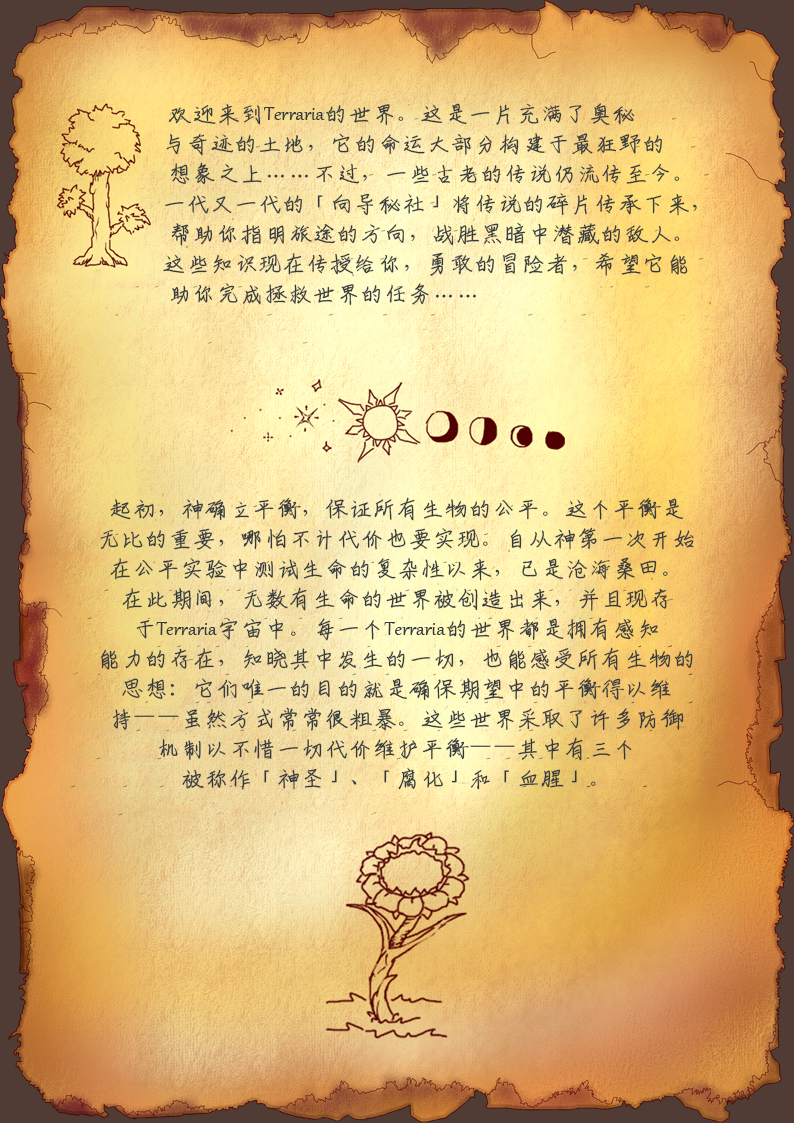 欢迎来到Terraria的世界。这是一片充满了奥秘
与奇迹的土地，它的命运大部分构建于最狂野的
想象之上……不过，一些古老的传说仍流传至今。
一代又一代的「向导秘社」将传说的碎片传承下来，
帮助你指明旅途的方向，战胜黑暗中潜藏的敌人。
这些知识现在传授给你，勇敢的冒险者，希望它能
助你完成拯救世界的任务……
起初，神确立平衡，保证所有生物的公平。这个平衡是
无比的重要，哪怕不计代价也要实现。自从神第一次开始
在公平实验中测试生命的复杂性以来，已是沧海桑田。
在此期间，无数有生命的世界被创造出来，并且现存
于Terraria宇宙中。每一个Terraria的世界都是拥有感知
能力的存在，知晓其中发生的一切，也能感受所有生物的
思想：它们唯一的目的就是确保期望中的平衡得以维
持——虽然方式常常很粗暴。这些世界采取了许多防御
机制以不惜一切代价维护平衡——其中有三个
被称作「神圣」、「腐化」和「血腥」。